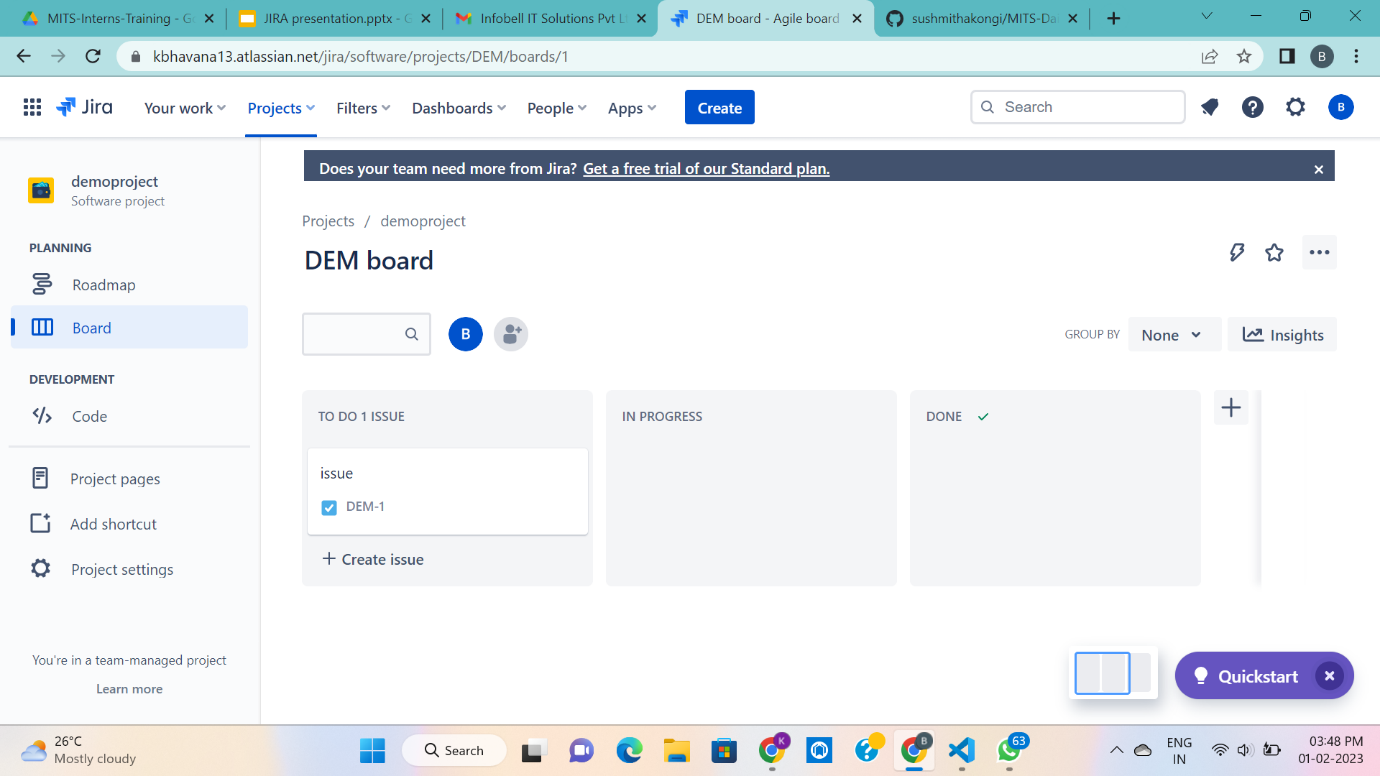 MITS-Interns-Training - G
JIRA presentation.pptx - G
Infobell IT Solutions Pvt L
DEM board - Agile board
sushmithakongi/MITS-Da
kbhavana13.atlassian.net/jira/software/projects/DEM/boards/1
B
Jira
Your work
Projects
Filters
Dashboards
People
Apps
Create
Search
B
demoproject
Software project
PLANNING
Roadmap
Board
DEVELOPMENT
Code
Project pages
Add shortcut
Project settings
You're in a team-managed project
Learn more
Does your team need more from Jira? Get a free trial of our Standard plan.
Projects / demoproject
DEM board
B
GROUP BY
None
Insights
TO DO 1 ISSUE
issue
DEM-1
+ Create issue
IN PROGRESS
DONE
Quickstart
26°C
Mostly cloudy
Search
K
B
63
ENG
IN
03:48 PM
01-02-2023